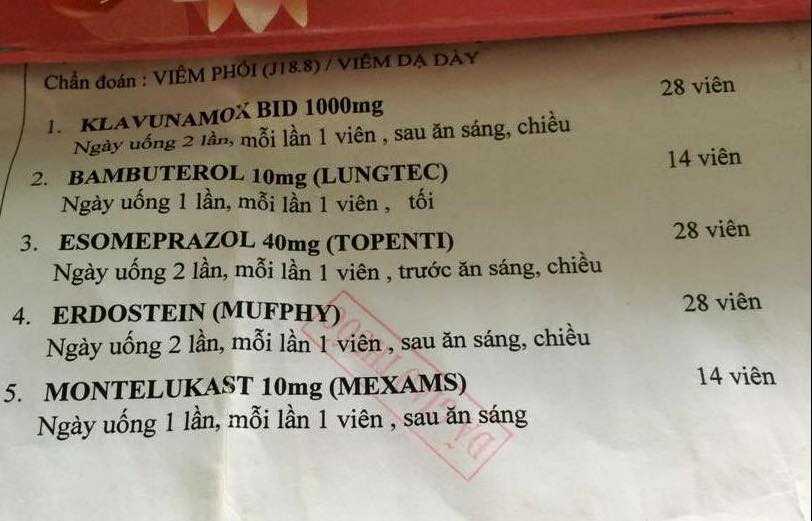 Chẩn đoán : VIÊM PHỔI (J18.8) / VIÊM DẠ DÀY
1. KLAVUNAMOX BID 1000mg 28 viên
Ngày uống 2 lần, mỗi lần 1 viên , sau ăn sáng, chiều
2. BAMBUTEROL 10mg (LUNGTEC) 14 viên
Ngày uống 1 lần, mỗi lần 1 viên , tối
3. ESOMEPRAZOL 40mg (TOPENTI) 28 viên
Ngày uống 2 lần, mỗi lần 1 viên , trước ăn sáng, chiều
4. ERDOSTEIN (MUFPHY) 28 viên
Ngày uống 2 lần, mỗi lần 1 viên , sau ăn sáng, chiều
5. MONTELUKAST 10mg (MEXAMS) 14 viên
Ngày uống 1 lần, mỗi lần 1 viên , sau ăn sáng